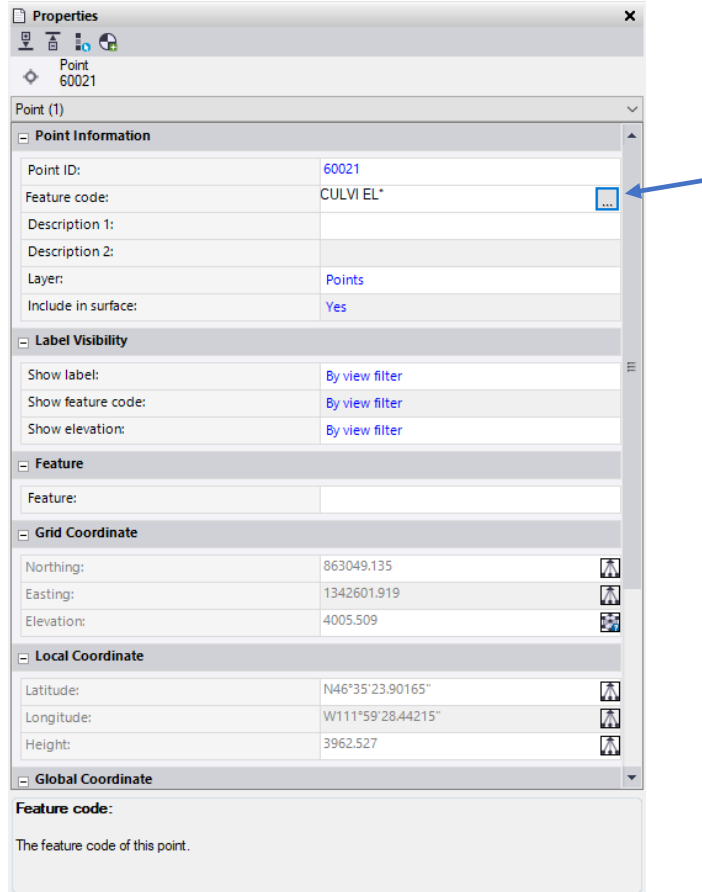 Properties
Point
60021
Point (1)
Point Information
Point ID: 60021
Feature code: CULVI EL* ...
Description 1:
Description 2:
Layer: Points
Include in surface: Yes
Label Visibility
Show label: By view filter
Show feature code: By view filter
Show elevation: By view filter
Feature
Feature:
Grid Coordinate
Northing: 863049.135
Easting: 1342601.919
Elevation: 4005.509
Local Coordinate
Latitude: N46°35'23.90165"
Longitude: W111°59'28.44215"
Height: 3962.527
Global Coordinate
Feature code:
The feature code of this point.